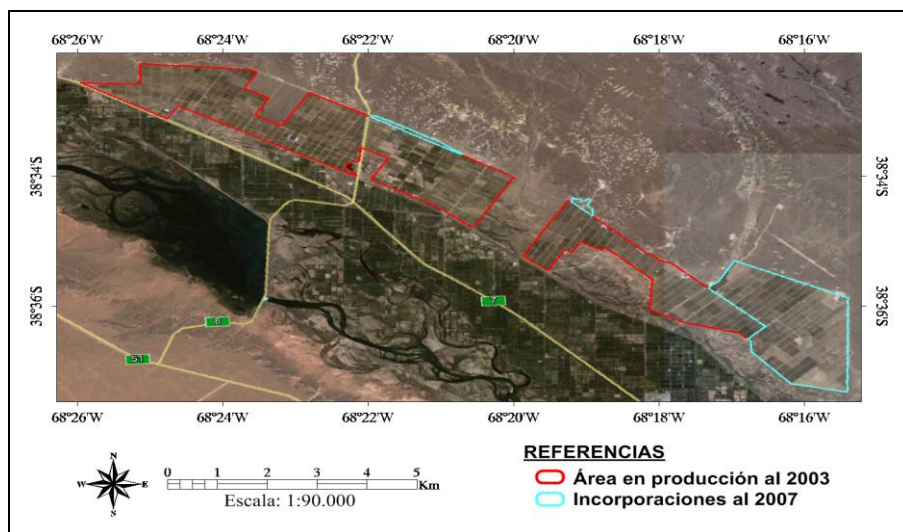 68°26'W 68°24'W 68°22'W 68°20'W 68°18'W 68°16'W
38°34'S 38°34'S
38°36'S 38°36'S
7
6
51
68°26'W 68°24'W 68°22'W 68°20'W 68°18'W 68°16'W
N
W E
S
0 1 2 3 4 5
Km
Escala: 1:90.000
REFERENCIAS
Área en producción al 2003
Incorporaciones al 2007